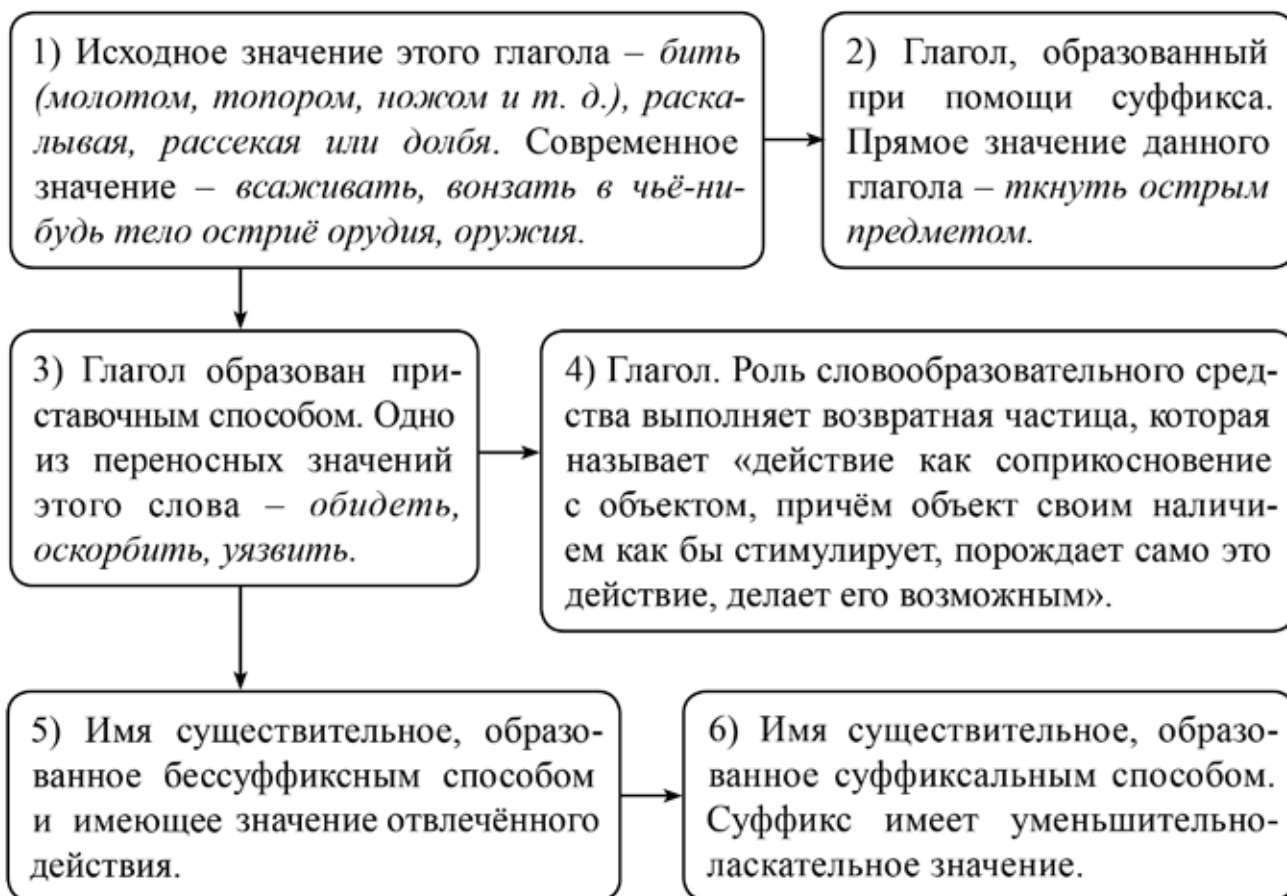 1) Исходное значение этого глагола – бить
(молотом, топором, ножом и т. д.), раска-
лывая, рассекая или долбя. Современное
значение – всаживать, вонзать в чьё-ни-
будь тело остриё орудия, оружия.
2) Глагол, образованный
при помощи суффикса.
Прямое значение данного
глагола – ткнуть острым
предметом.
3) Глагол образован при-
ставочным способом. Одно
из переносных значений
этого слова – обидеть,
оскорбить, уязвить.
4) Глагол. Роль словообразовательного сред-
ства выполняет возвратная частица, которая
называет «действие как соприкосновение
с объектом, причём объект своим наличи-
ем как бы стимулирует, порождает само это
действие, делает его возможным».
5) Имя существительное, образо-
ванное бессуффиксным способом
и имеющее значение отвлечённого
действия.
6) Имя существительное, образо-
ванное суффиксальным способом.
Суффикс имеет уменьшительно-
ласкательное значение.